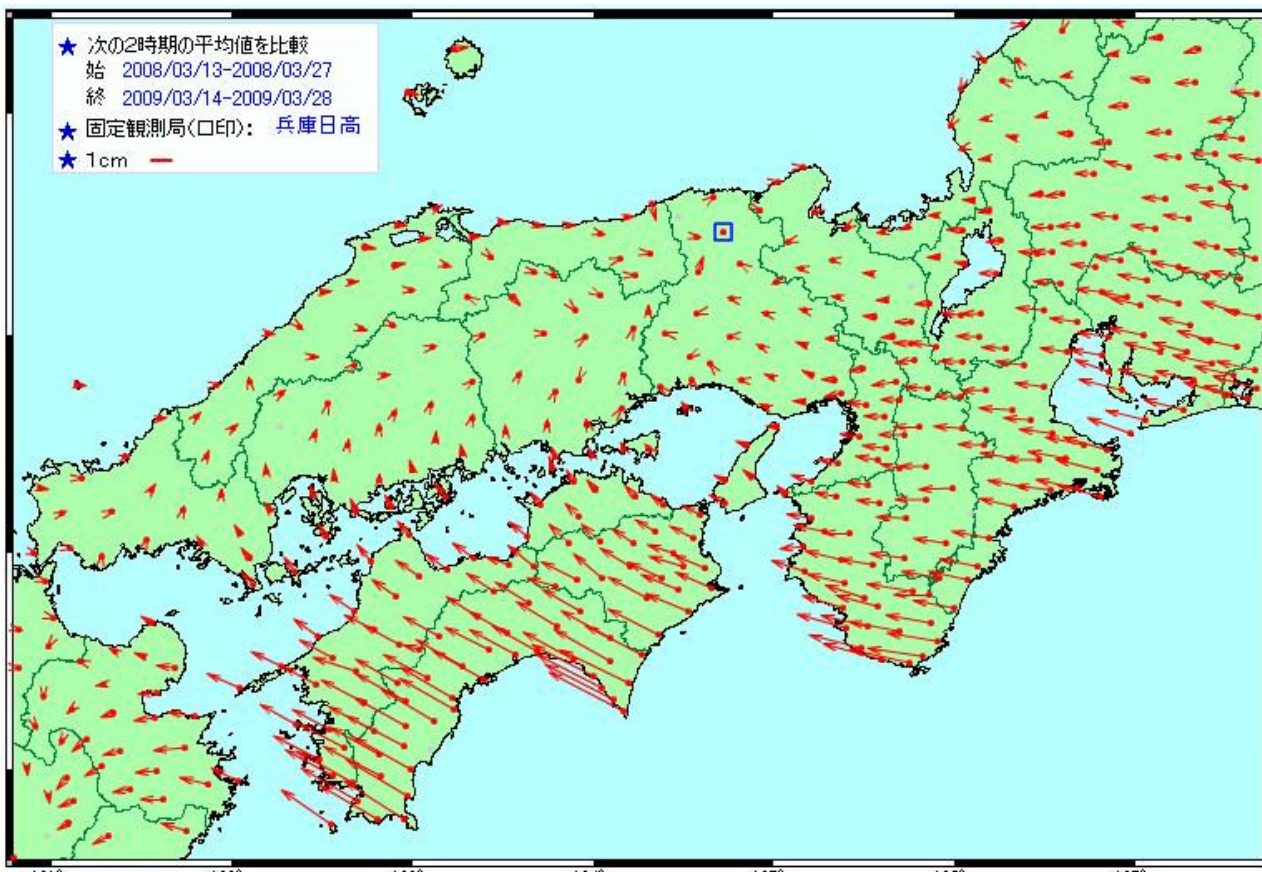 ★ 次の2時期の平均値を比較
始 2008/03/13-2008/03/27
終 2009/03/14-2009/03/28
★ 固定観測局(口印): 兵庫日高
★ 1cm